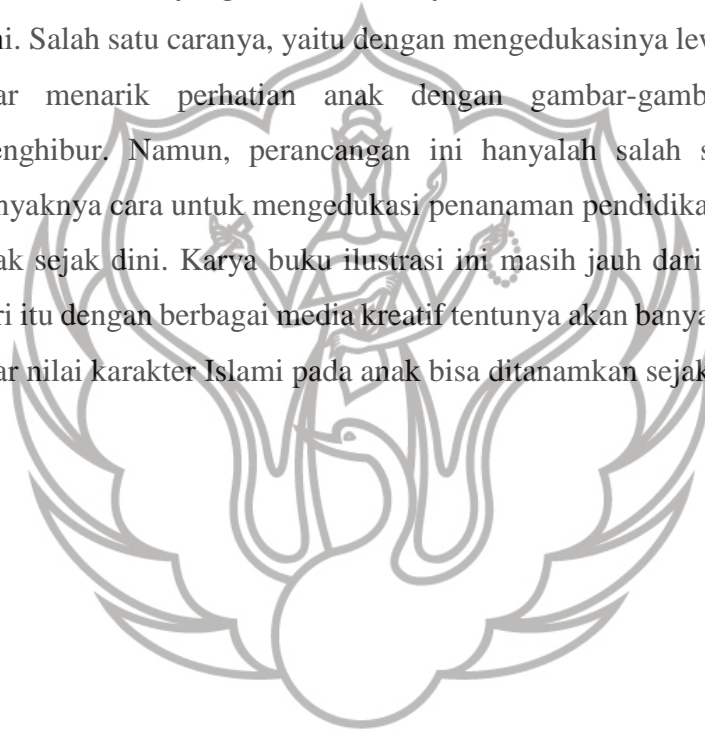 ni. Salah satu caranya, yaitu dengan mengedukasinya lew
ar menarik perhatian anak dengan gambar-gamb
enghibur. Namun, perancangan ini hanyalah salah s
nyaknya cara untuk mengedukasi penanaman pendidika
ak sejak dini. Karya buku ilustrasi ini masih jauh dari
ri itu dengan berbagai media kreatif tentunya akan banya
ar nilai karakter Islami pada anak bisa ditanamkan sejak